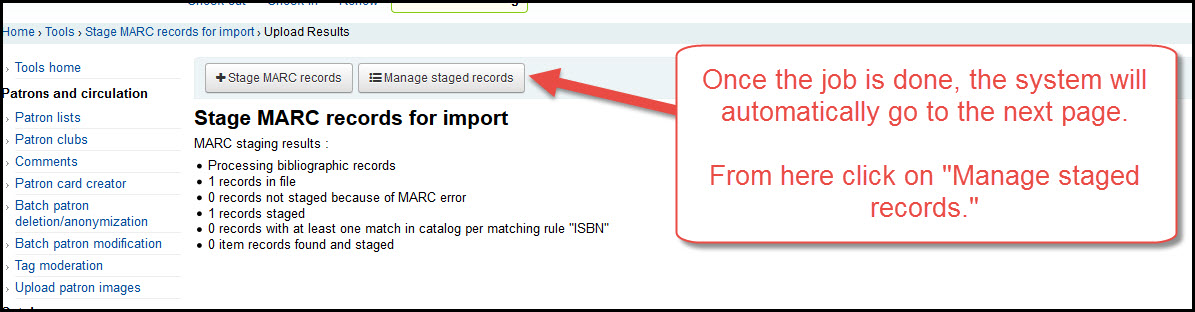 Check out Check in Renew
Home › Tools › Stage MARC records for import › Upload Results
› Tools home
Patrons and circulation
› Patron lists
› Patron clubs
› Comments
› Patron card creator
› Batch patron
deletion/anonymization
› Batch patron modification
› Tag moderation
› Upload patron images
+ Stage MARC records
Manage staged records
Stage MARC records for import
MARC staging results :
• Processing bibliographic records
• 1 records in file
• 0 records not staged because of MARC error
• 1 records staged
• 0 records with at least one match in catalog per matching rule "ISBN"
• 0 item records found and staged
Once the job is done, the system will
automatically go to the next page.
From here click on "Manage staged
records."